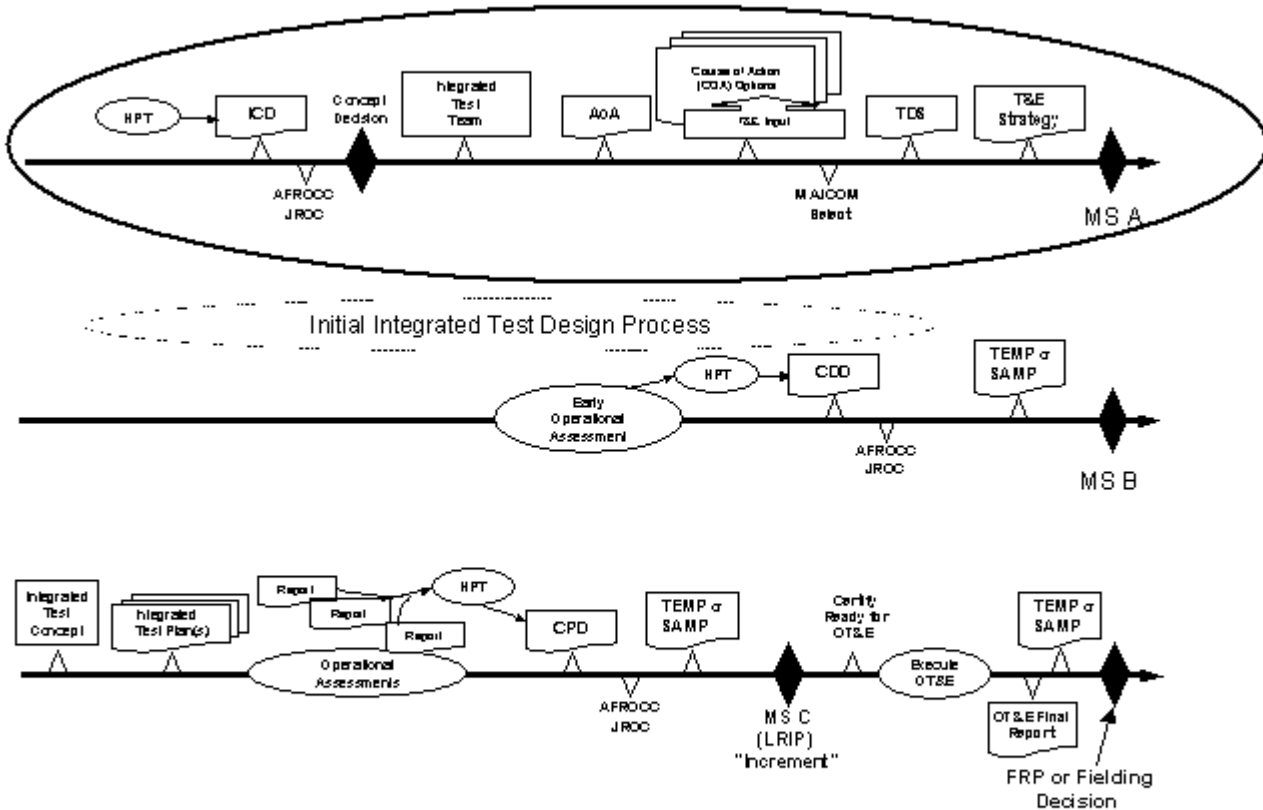 HPT
ICD
Concept
Decision
Integrated
Test
Team
AoA
Course of Action
(COA) Options
T&E Input
TDS
T&E
Strategy
AFROCC
JROC
MAJCOM
Select
MS A
Initial Integrated Test Design Process
Early
Operational
Assessment
HPT
CDD
TEMP or
SAMP
AFROCC
JROC
MS B
Integrated
Test
Concept
Integrated
Test Plan(s)
Report
Report
Report
HPT
Operational
Assessments
CPD
TEMP or
SAMP
AFROCC
JROC
MS C
(LRIP)
"Increment"
Certify
Ready for
OT&E
Execute
OT&E
TEMP or
SAMP
OT&E Final
Report
FRP or Fielding
Decision